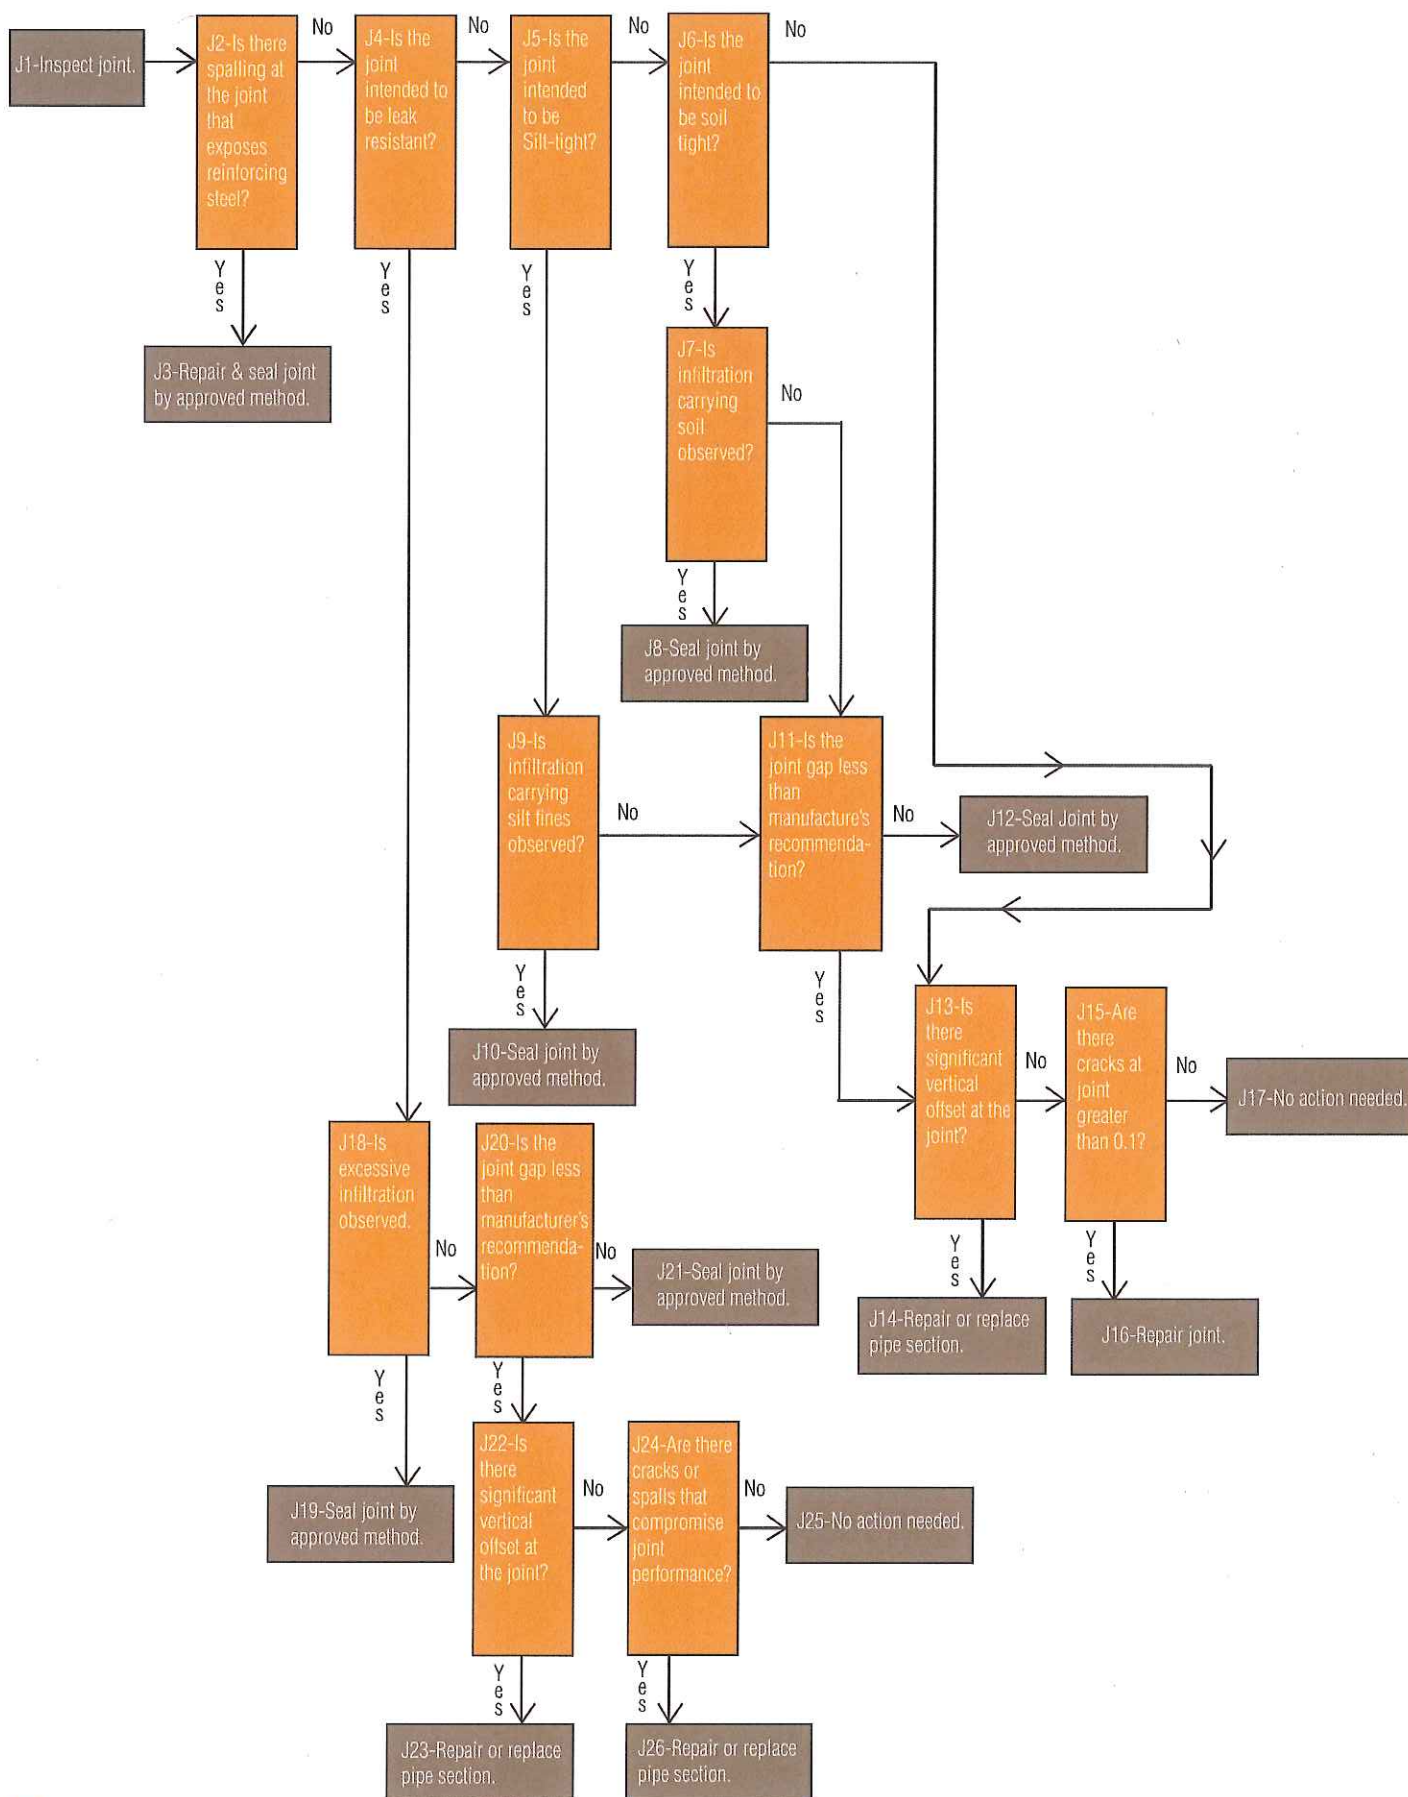 J1-Inspect joint.
J2-Is there
spalling at
the joint
that
exposes
reinforcing
steel?
No
J4-Is the
joint
intended to
be leak
resistant?
No
J5-Is the
joint
intended
to be
Silt-tight?
No
J6-Is the
joint
intended to
be soil
tight?
No
Yes
Yes
Yes
Yes
J3-Repair & seal joint
by approved method.
J7-Is
infiltration
carrying
soil
observed?
No
Yes
J8-Seal joint by
approved method.
J9-Is
infiltration
carrying
silt fines
observed?
No
J11-Is the
joint gap less
than
manufacture's
recommenda-
tion?
No
J12-Seal Joint by
approved method.
Yes
Yes
J10-Seal joint by
approved method.
J13-Is
there
significant
vertical
offset at the
joint?
No
J15-Are
there
cracks at
joint
greater
than 0.1?
No
J17-No action needed.
J18-Is
excessive
infiltration
observed.
No
J20-Is the
joint gap less
than
manufacturer's
recommenda-
tion?
No
J21-Seal joint by
approved method.
Yes
Yes
J14-Repair or replace
pipe section.
J16-Repair joint.
Yes
Yes
J19-Seal joint by
approved method.
J22-Is
there
significant
vertical
offset at
the joint?
No
J24-Are there
cracks or
spalls that
compromise
joint
performance?
No
J25-No action needed.
Yes
Yes
J23-Repair or replace
pipe section.
J26-Repair or replace
pipe section.